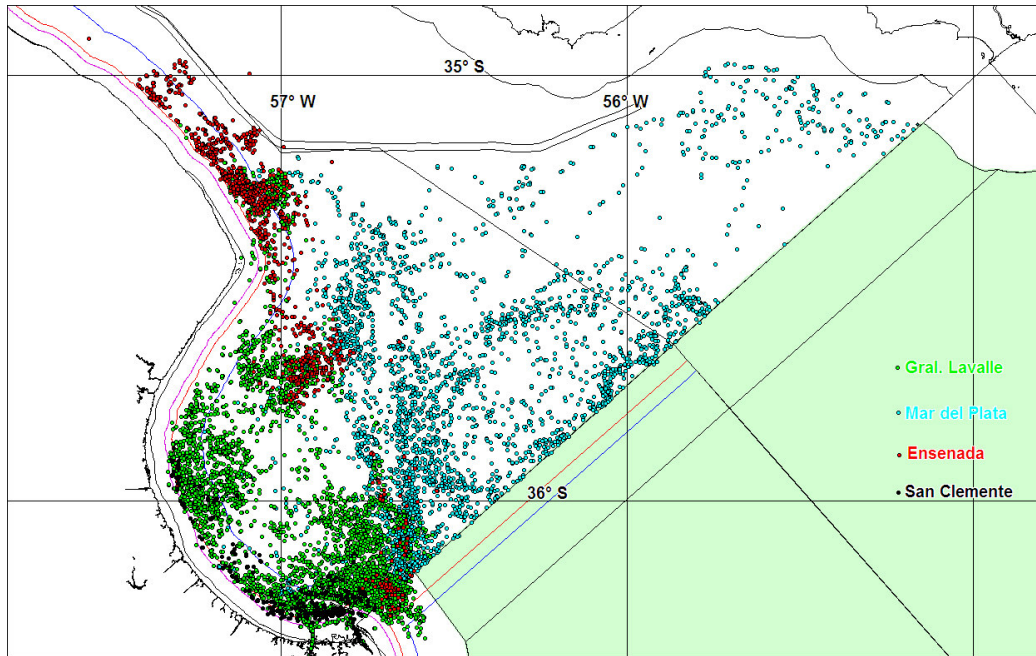 35° S
57° W
56° W
Gral. Lavalle
Mar del Plata
Ensenada
36° S
San Clemente